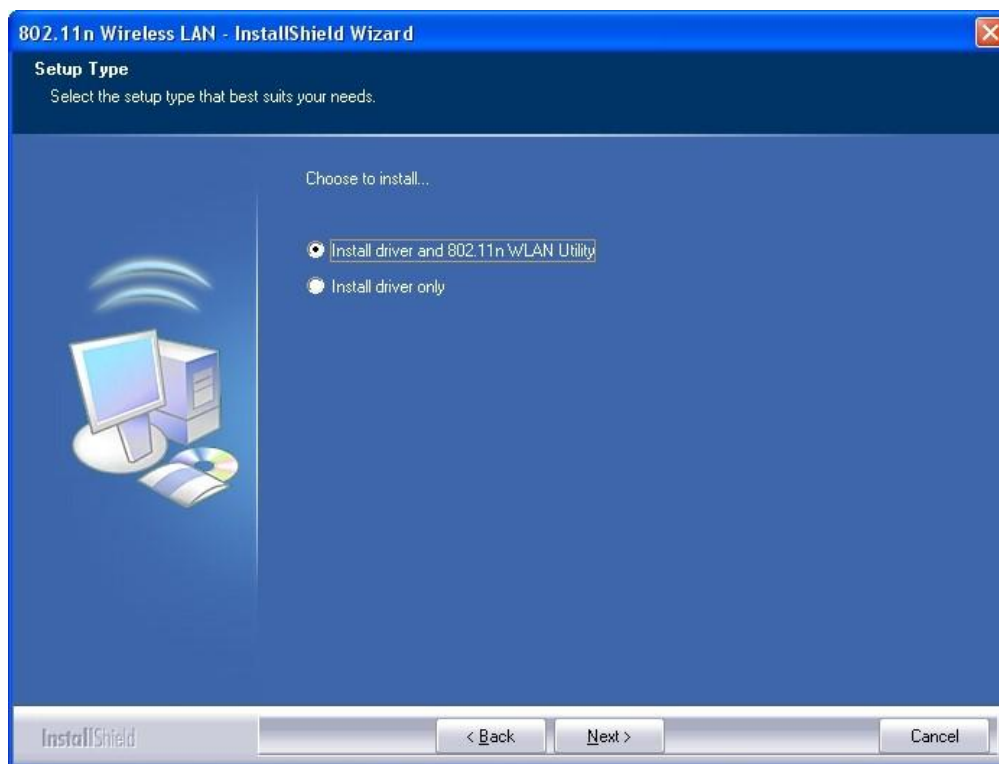 802.11n Wireless LAN - InstallShield Wizard
Setup Type
Select the setup type that best suits your needs.
Choose to install...
Install driver and 802.11n WLAN Utility
Install driver only
InstallShield
< Back
Next >
Cancel